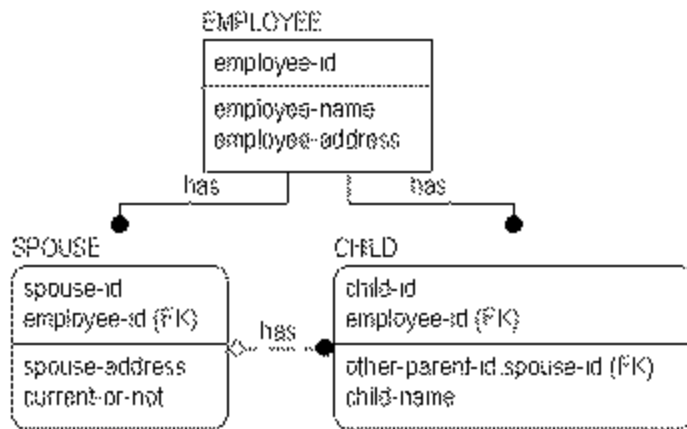 EMPLOYEE
employee-id
employee-name
employee-address
has
has
SPOUSE
CHILD
spouse-id
employee-id (FK)
child-id
employee-id (FK)
has
spouse-address
current-or-not
other-parent-id.spouse-id (FK)
child-name